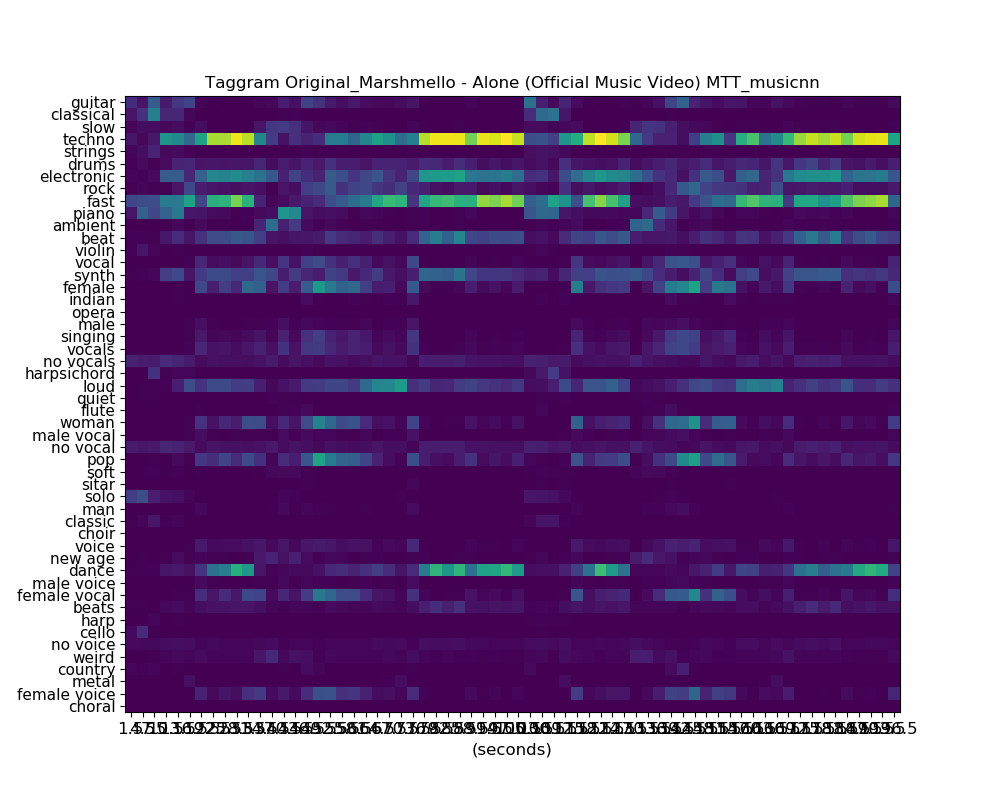 Taggram Original_Marshmello - Alone (Official Music Video) MTT_musicnn
guitar
classical
slow
techno
strings
drums
electronic
rock
fast
piano
ambient
beat
violin
vocal
synth
female
indian
opera
male
singing
vocals
no vocals
harpsichord
loud
quiet
flute
woman
male vocal
no vocal
pop
soft
sitar
solo
man
classic
choir
voice
new age
dance
male voice
female vocal
beats
harp
cello
no voice
weird
country
metal
female voice
choral
(seconds)